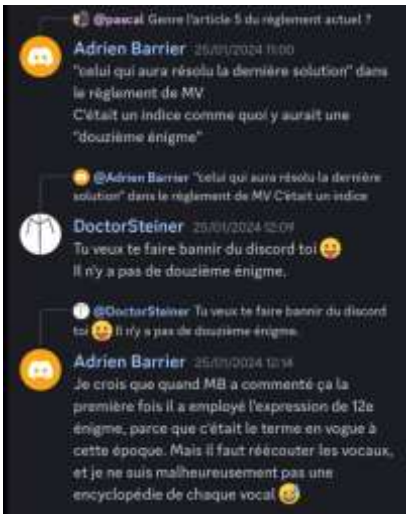 @pascal Genre l'article 5 du règlement actuel ?
Adrien Barrier 25/01/2024 11:00
"celui qui aura résolu la dernière solution" dans
le règlement de MV
C'était un indice comme quoi y aurait une
"douzième énigme"
@Adrien Barrier "celui qui aura résolu la dernière
solution" dans le règlement de MV C'était un indice
DoctorSteiner 25/01/2024 12:09
Tu veux te faire bannir du discord toi 😛
Il n'y a pas de douzième énigme.
@DoctorSteiner Tu veux te faire bannir du discord
toi 😛 Il n'y a pas de douzième énigme.
Adrien Barrier 25/01/2024 12:14
Je crois que quand MB a commenté ça la
première fois il a employé l'expression de 12e
énigme, parce que c'était le terme en vogue à
cette époque. Mais il faut réécouter les vocaux,
et je ne suis malheureusement pas une
encyclopédie de chaque vocal 😅